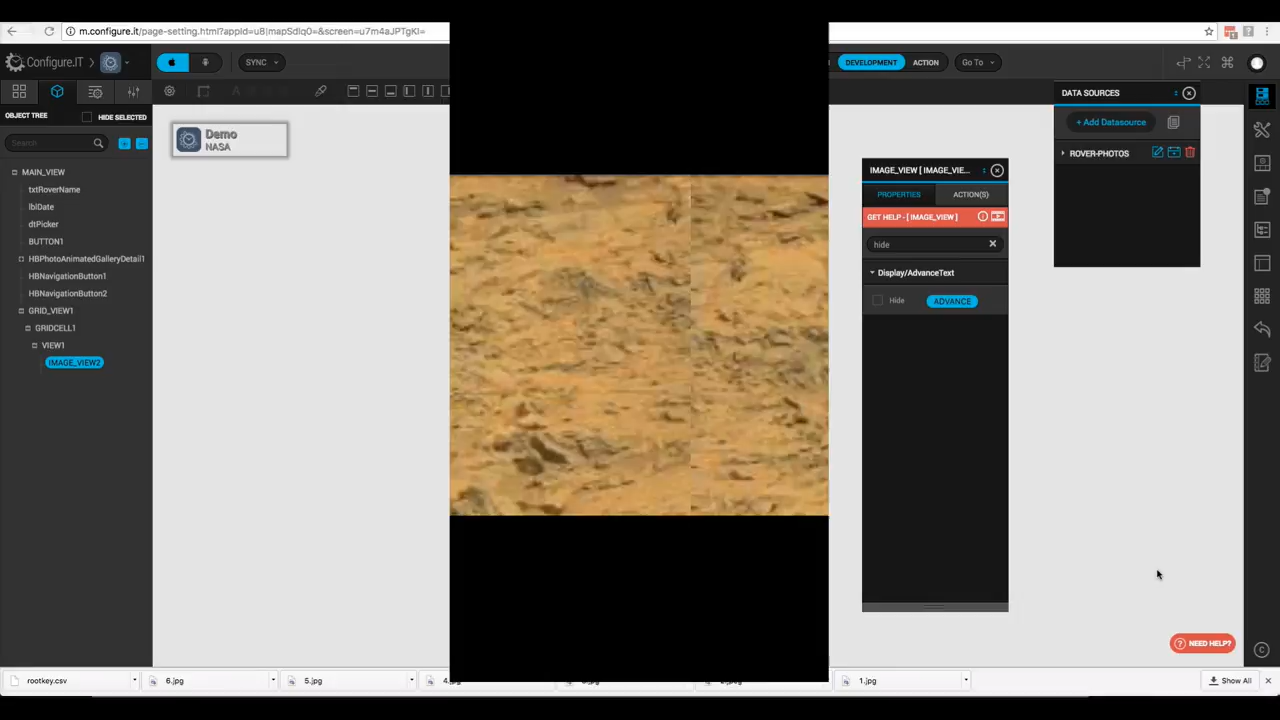 m.configure.it/page-setting.html?appId=uB|mapSdlq0=&screen=u7m4aJPTgKI=
Configure.IT
SYNC
DEVELOPMENT
ACTION
Go To
OBJECT TREE
HIDE SELECTED
Search
MAIN_VIEW
txtRoverName
lblDate
dtPicker
BUTTON1
HBPhotoAnimatedGalleryDetail1
HBNavigationButton1
HBNavigationButton2
GRID_VIEW1
GRIDCELL1
VIEW1
IMAGE_VIEW2
Demo
NASA
IMAGE_VIEW [ IMAGE_VIE...
PROPERTIES
ACTION(S)
GET HELP - [ IMAGE_VIEW ]
hide
Display/AdvanceText
Hide
ADVANCE
DATA SOURCES
+ Add Datasource
ROVER-PHOTOS
NEED HELP?
rootkey.csv
6.jpg
5.jpg
1.jpg
Show All